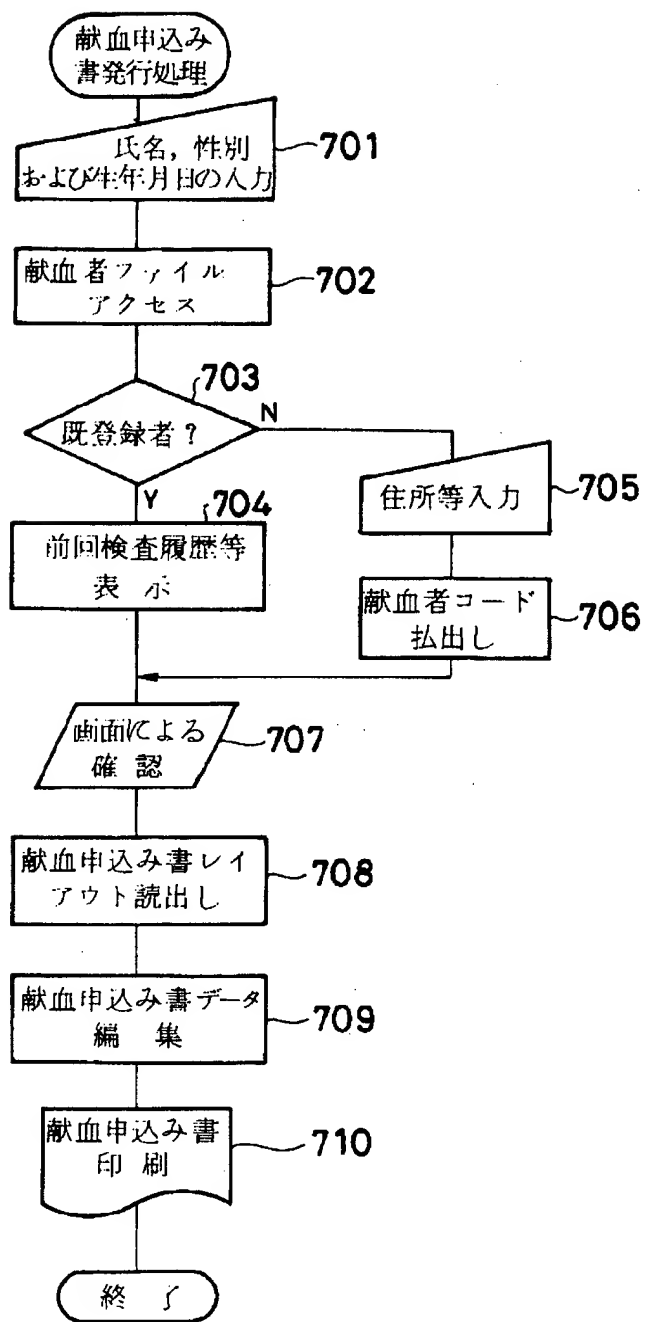 献血申込み
書発行処理
氏名，性別
および生年月日の入力
701
献血者ファイル
アクセス
702
703
既登録者？
N
Y
住所等入力
705
704
前回検査履歴等
表示
献血者コード
払出し
706
画面による
確認
707
献血申込み書レイ
アウト読出し
708
献血申込み書データ
編集
709
献血申込み書
印刷
710
終了